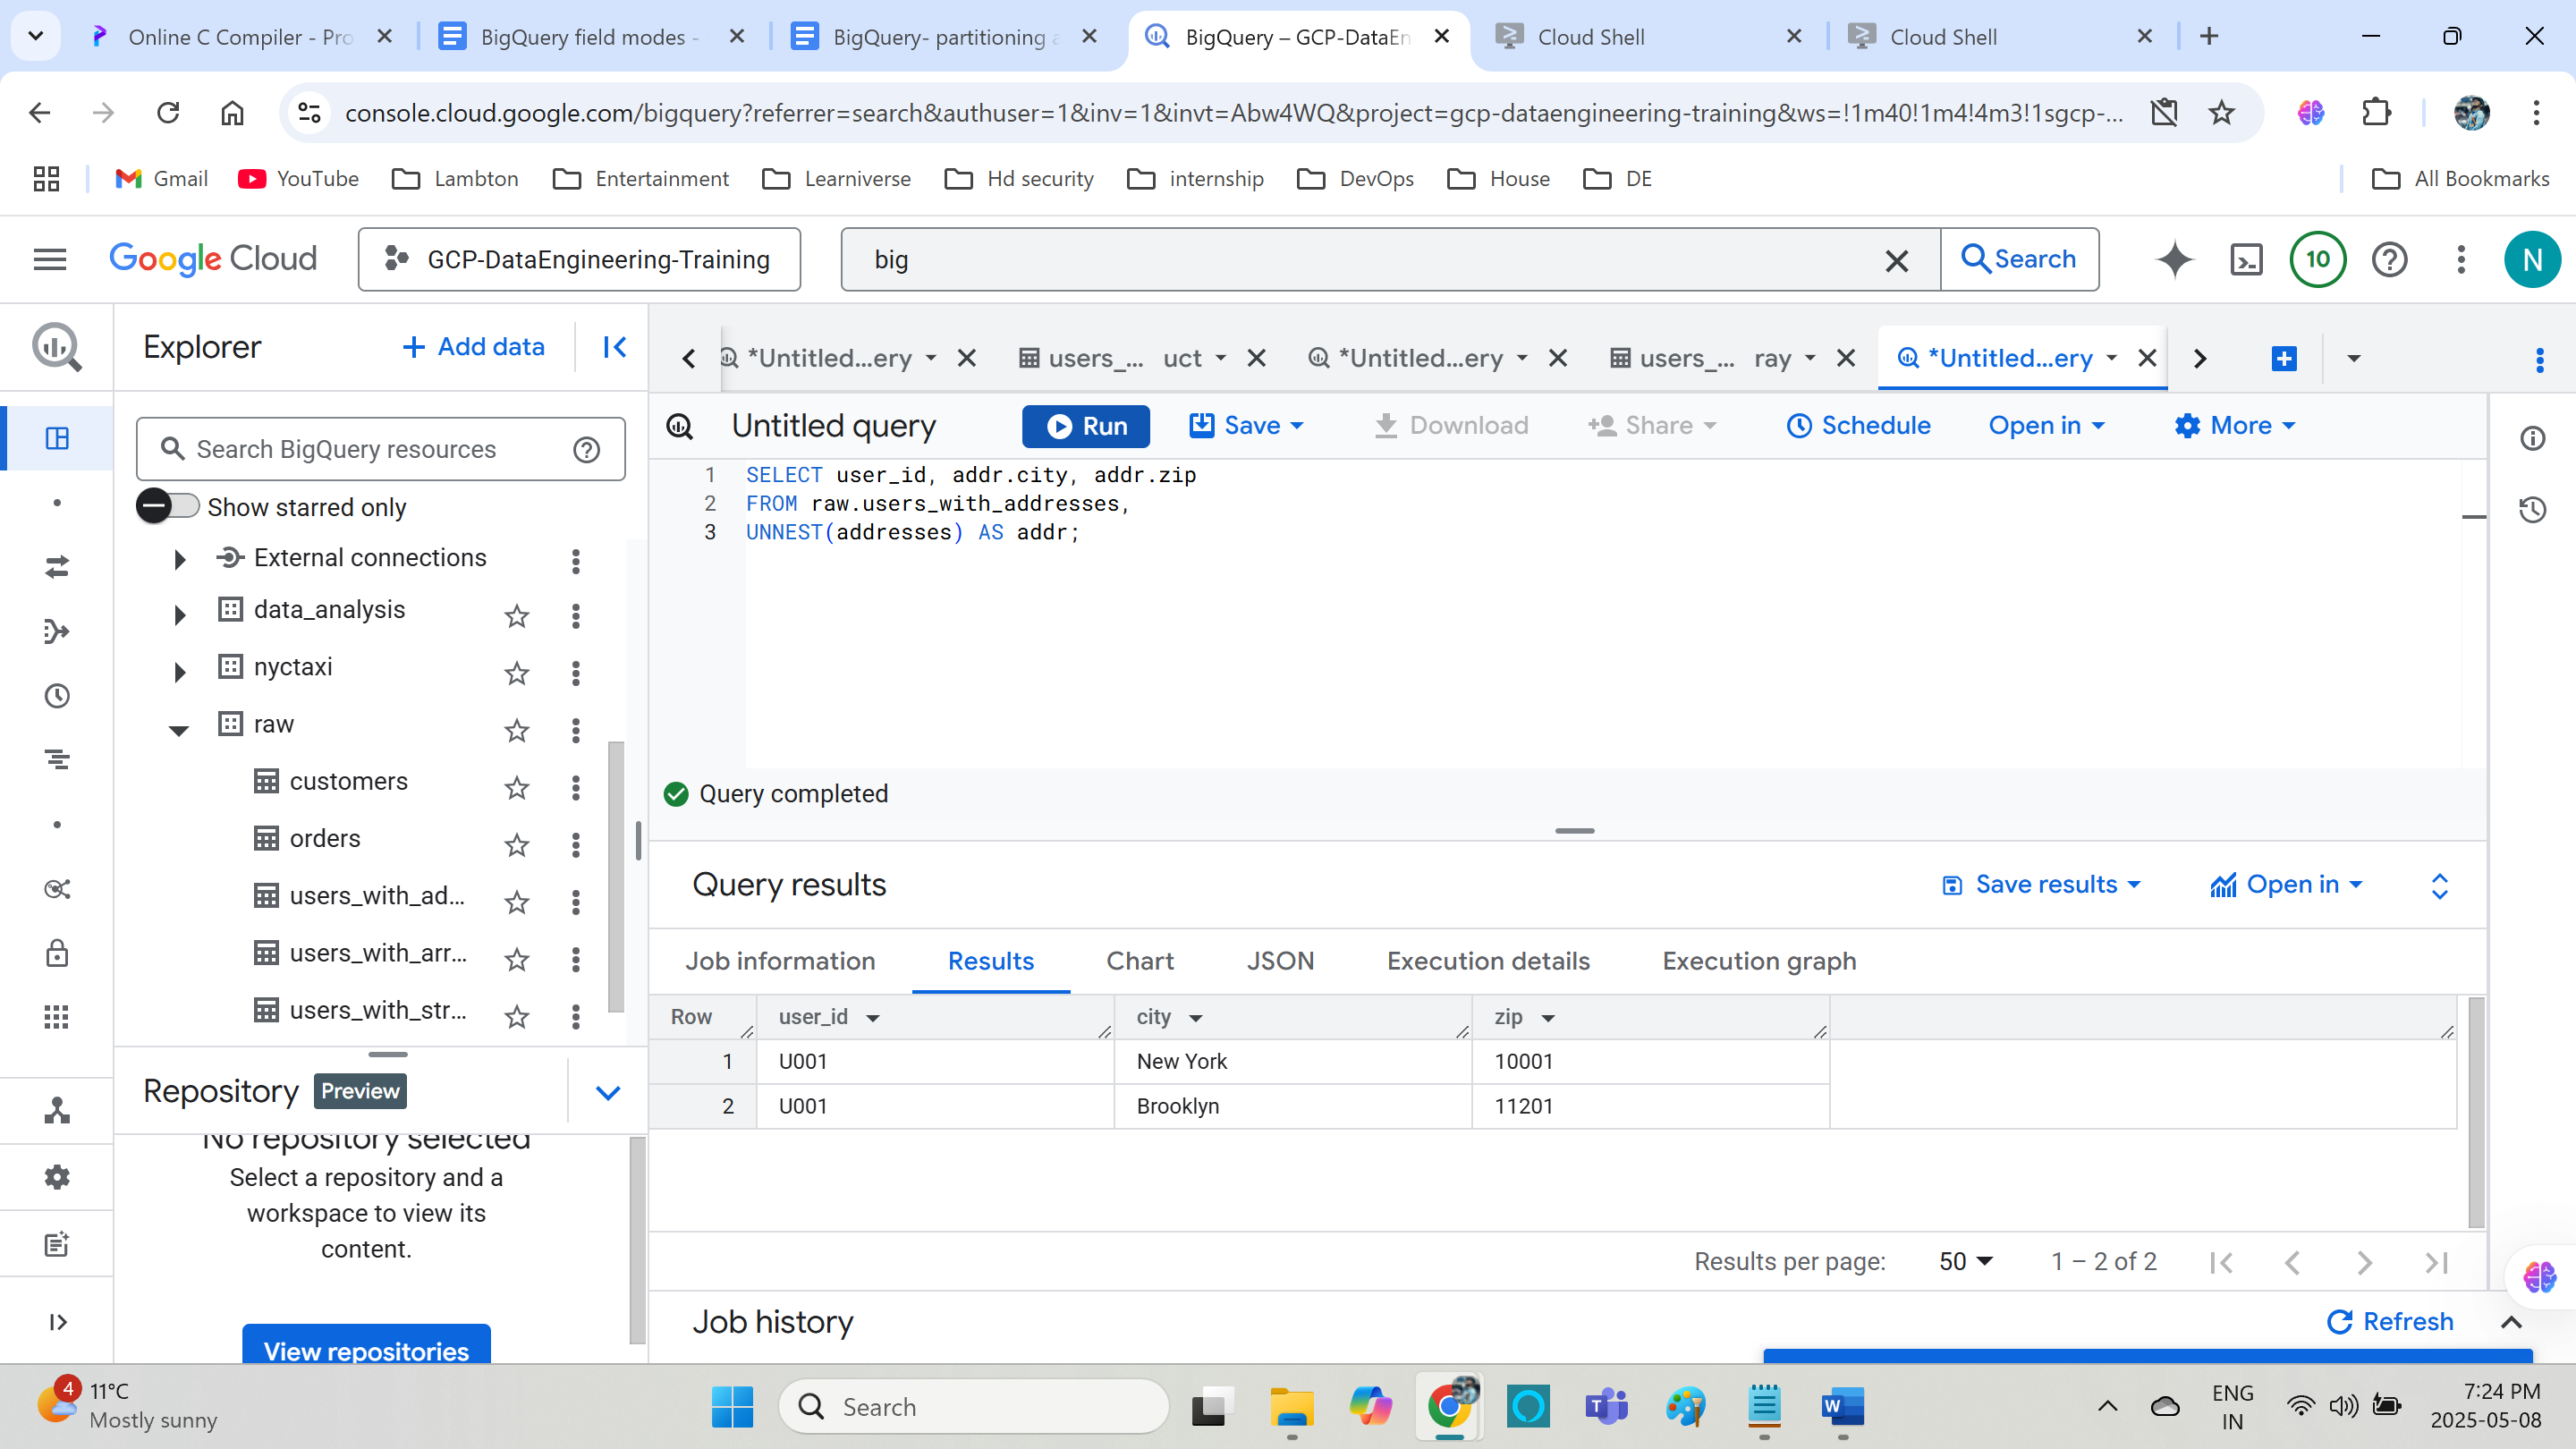 Online C Compiler - Pro
BigQuery field modes -
BigQuery- partitioning a
BigQuery – GCP-DataEn
Cloud Shell
Cloud Shell
console.cloud.google.com/bigquery?referrer=search&authuser=1&inv=1&invt=Abw4WQ&project=gcp-dataengineering-training&ws=!1m40!1m4!4m3!1sgcp-...
Gmail
YouTube
Lambton
Entertainment
Learniverse
Hd security
internship
DevOps
House
DE
All Bookmarks
Google Cloud
GCP-DataEngineering-Training
big
Search
10
N
Explorer
+ Add data
*Untitled...ery
users_... uct
*Untitled...ery
users_... ray
*Untitled...ery
Search BigQuery resources
Show starred only
External connections
data_analysis
nyctaxi
raw
customers
orders
users_with_ad...
users_with_arr...
users_with_str...
Repository Preview
No repository selected
Select a repository and a
workspace to view its
content.
View repositories
Untitled query
Run
Save
Download
Share
Schedule
Open in
More
1 SELECT user_id, addr.city, addr.zip
2 FROM raw.users_with_addresses,
3 UNNEST(addresses) AS addr;
Query completed
Query results
Save results
Open in
Job information
Results
Chart
JSON
Execution details
Execution graph
Row user_id city zip
1 U001 New York 10001
2 U001 Brooklyn 11201
Results per page: 50 1 – 2 of 2
Job history
Refresh
4
11°C
Mostly sunny
Search
ENG
IN
7:24 PM
2025-05-08